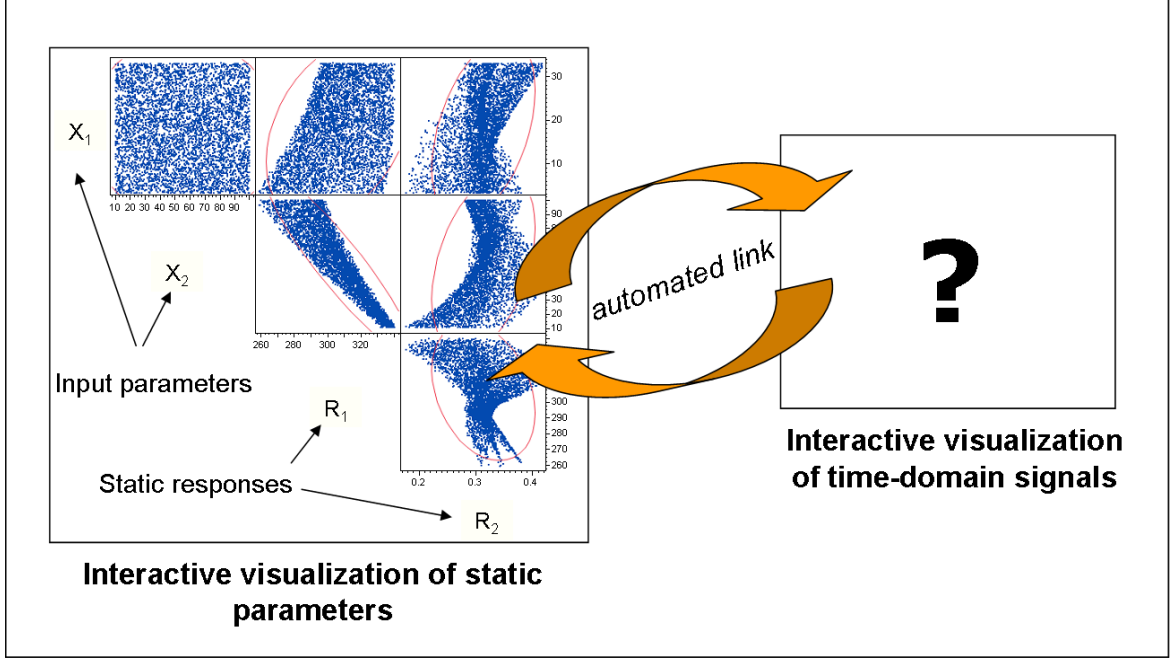 30
X₁
20
10
10 20 30 40 50 60 70 80 90
90
X₂
automated link
?
30
20
10
260 280 300 320
Input parameters
R₁
300
290
280
270
260
Interactive visualization
of time-domain signals
Static responses
0.2 0.3 0.4
R₂
Interactive visualization of static
parameters